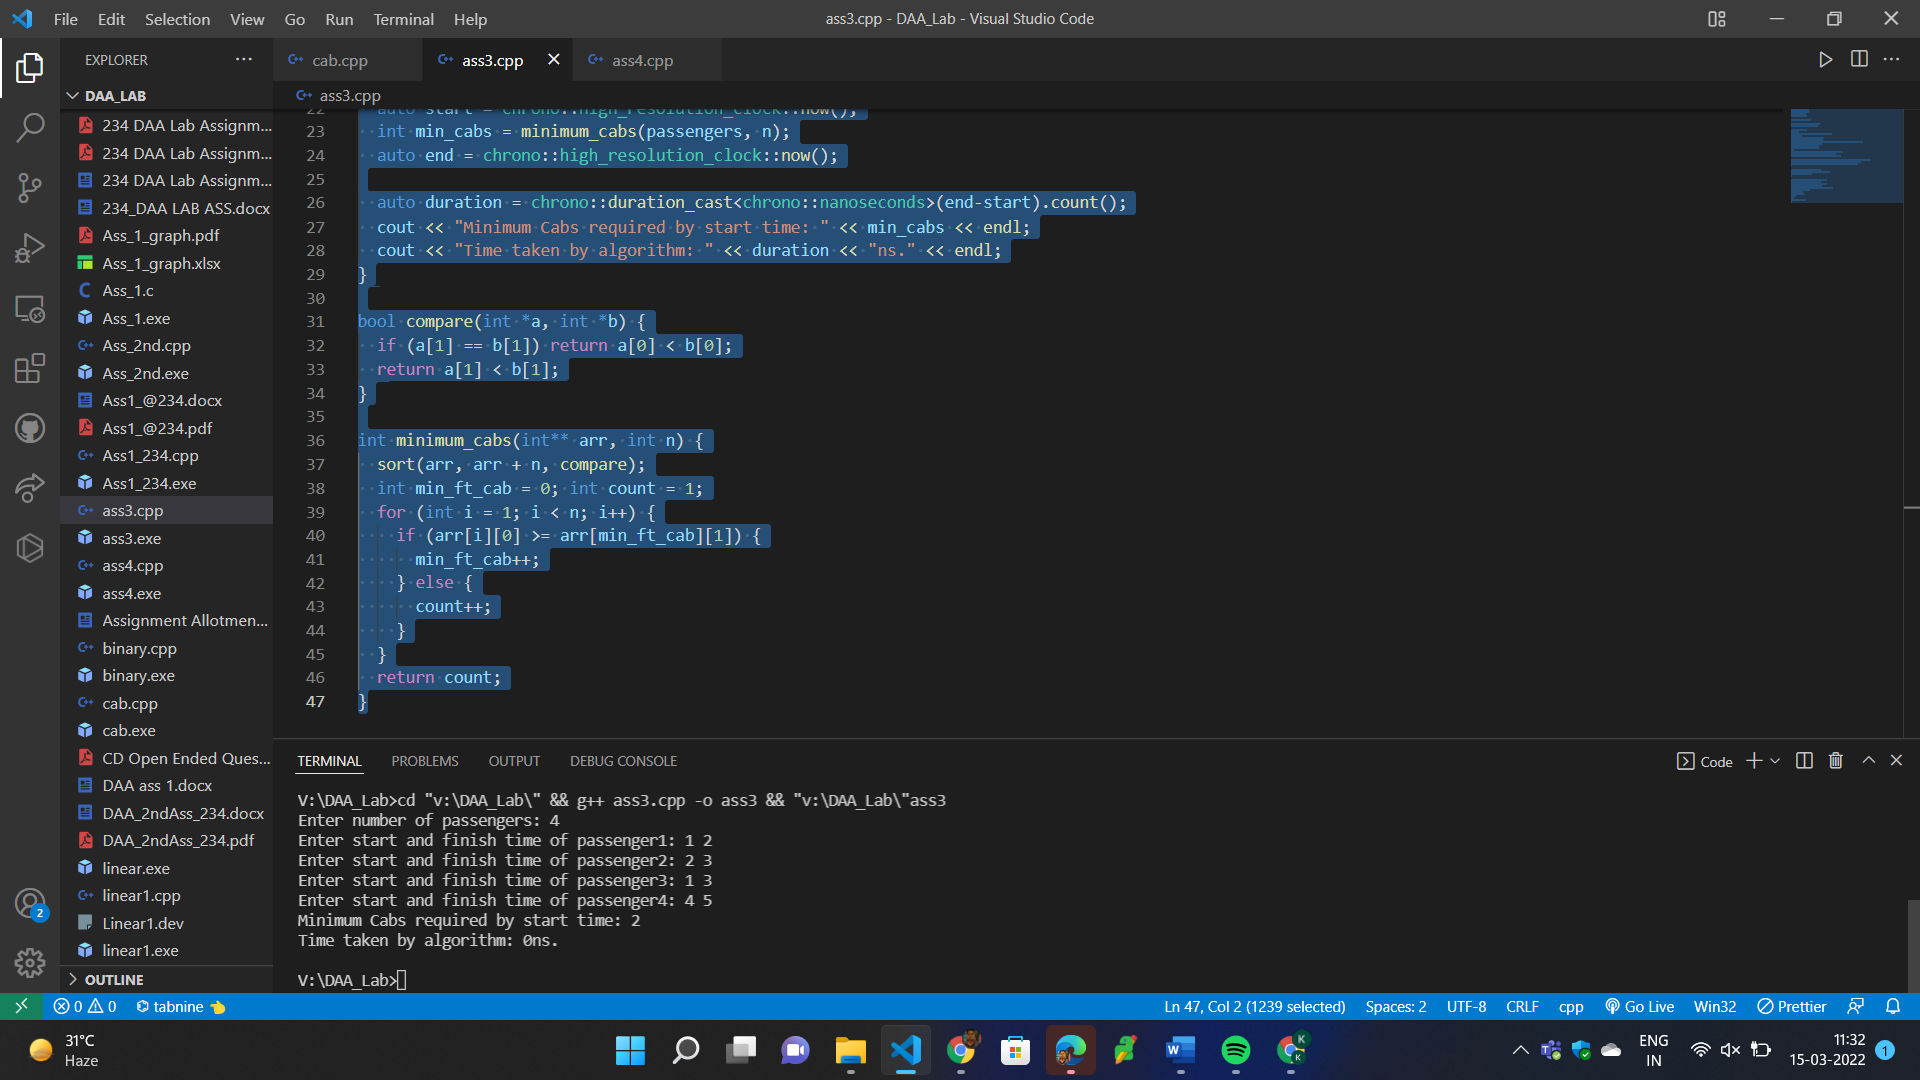 File Edit Selection View Go Run Terminal Help
ass3.cpp - DAA_Lab - Visual Studio Code
EXPLORER
cab.cpp
ass3.cpp
ass4.cpp
DAA_LAB
234 DAA Lab Assignm...
234 DAA Lab Assignm...
234 DAA Lab Assignm...
234_DAA LAB ASS.docx
Ass_1_graph.pdf
Ass_1_graph.xlsx
Ass_1.c
Ass_1.exe
Ass_2nd.cpp
Ass_2nd.exe
Ass1_@234.docx
Ass1_@234.pdf
Ass1_234.cpp
Ass1_234.exe
ass3.cpp
ass3.exe
ass4.cpp
ass4.exe
Assignment Allotmen...
binary.cpp
binary.exe
cab.cpp
cab.exe
CD Open Ended Ques...
DAA ass 1.docx
DAA_2ndAss_234.docx
DAA_2ndAss_234.pdf
linear.exe
linear1.cpp
Linear1.dev
linear1.exe
OUTLINE
ass3.cpp
22 auto start = chrono::high_resolution_clock::now();
23 int min_cabs = minimum_cabs(passengers, n);
24 auto end = chrono::high_resolution_clock::now();
25
26 auto duration = chrono::duration_cast<chrono::nanoseconds>(end-start).count();
27 cout << "Minimum Cabs required by start time: " << min_cabs << endl;
28 cout << "Time taken by algorithm: " << duration << "ns." << endl;
29 }
30
31 bool compare(int *a, int *b) {
32 if (a[1] == b[1]) return a[0] < b[0];
33 return a[1] < b[1];
34 }
35
36 int minimum_cabs(int** arr, int n) {
37 sort(arr, arr + n, compare);
38 int min_ft_cab = 0; int count = 1;
39 for (int i = 1; i < n; i++) {
40 if (arr[i][0] >= arr[min_ft_cab][1]) {
41 min_ft_cab++;
42 } else {
43 count++;
44 }
45 }
46 return count;
47 }
TERMINAL PROBLEMS OUTPUT DEBUG CONSOLE
Code
V:\DAA_Lab>cd "v:\DAA_Lab\" && g++ ass3.cpp -o ass3 && "v:\DAA_Lab\"ass3
Enter number of passengers: 4
Enter start and finish time of passenger1: 1 2
Enter start and finish time of passenger2: 2 3
Enter start and finish time of passenger3: 1 3
Enter start and finish time of passenger4: 4 5
Minimum Cabs required by start time: 2
Time taken by algorithm: 0ns.
V:\DAA_Lab>
2
0 0 tabnine
Ln 47, Col 2 (1239 selected) Spaces: 2 UTF-8 CRLF cpp Go Live Win32 Prettier
31°C
Haze
ENG
IN
11:32
15-03-2022
1